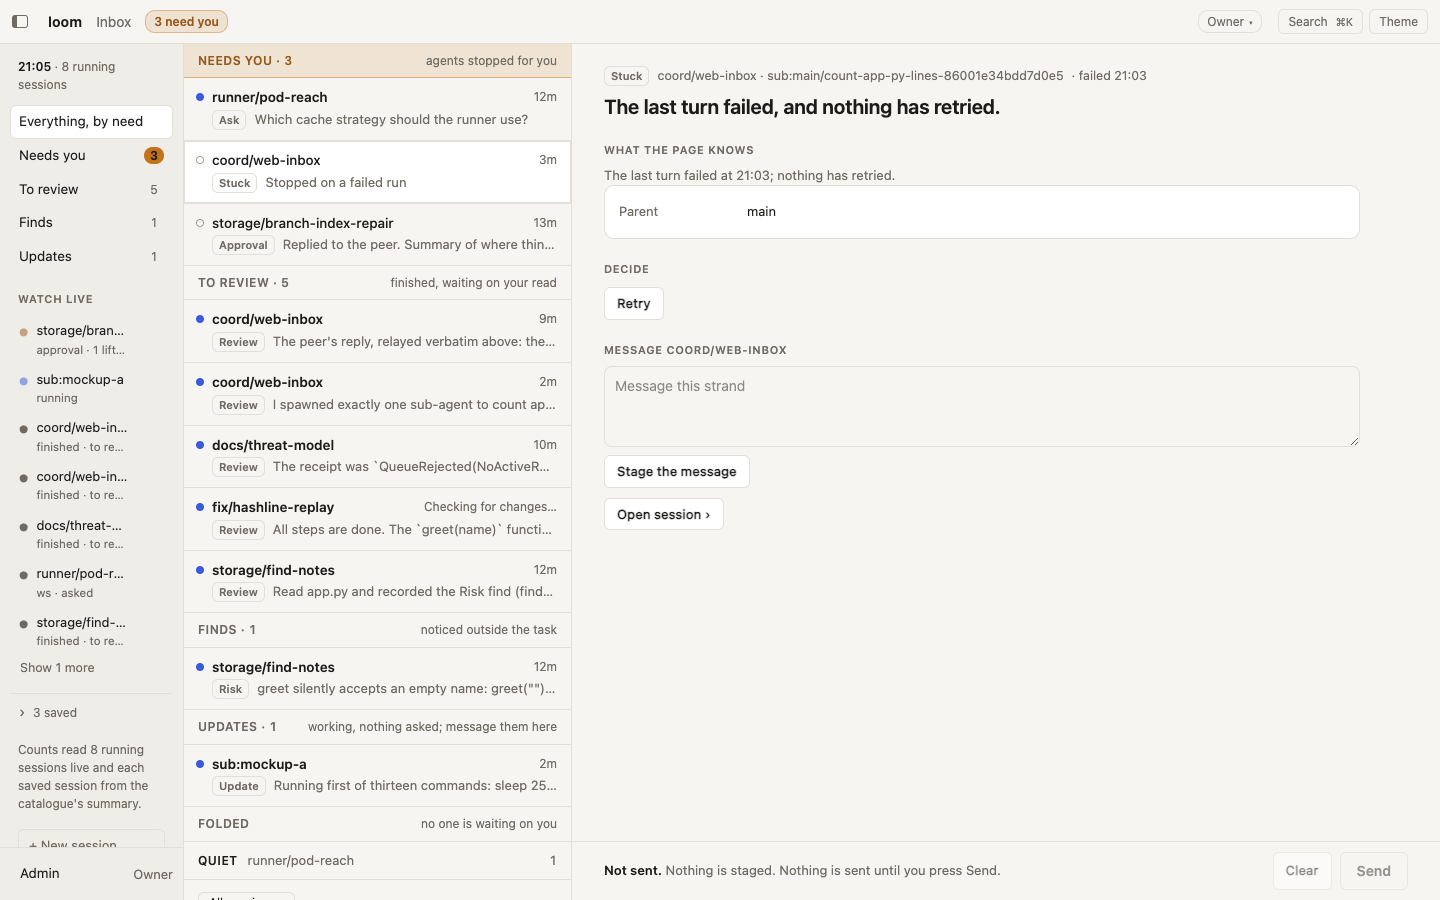 loom Inbox 3 need you Owner Search ⌘K Theme
21:05 · 8 running
sessions
Everything, by need
Needs you 3
To review 5
Finds 1
Updates 1
WATCH LIVE
storage/bran...
approval · 1 lift...
sub:mockup-a
running
coord/web-in...
finished · to re...
coord/web-in...
finished · to re...
docs/threat-...
finished · to re...
runner/pod-r...
ws · asked
storage/find-...
finished · to re...
Show 1 more
› 3 saved
Counts read 8 running
sessions live and each
saved session from the
catalogue's summary.
+ New session
Admin Owner
NEEDS YOU · 3 agents stopped for you
runner/pod-reach 12m
Ask Which cache strategy should the runner use?
coord/web-inbox 3m
Stuck Stopped on a failed run
storage/branch-index-repair 13m
Approval Replied to the peer. Summary of where thin...
TO REVIEW · 5 finished, waiting on your read
coord/web-inbox 9m
Review The peer's reply, relayed verbatim above: the...
coord/web-inbox 2m
Review I spawned exactly one sub-agent to count ap...
docs/threat-model 10m
Review The receipt was `QueueRejected(NoActiveR...
fix/hashline-replay Checking for changes...
Review All steps are done. The `greet(name)` functi...
storage/find-notes 12m
Review Read app.py and recorded the Risk find (find...
FINDS · 1 noticed outside the task
storage/find-notes 12m
Risk greet silently accepts an empty name: greet("")...
UPDATES · 1 working, nothing asked; message them here
sub:mockup-a 2m
Update Running first of thirteen commands: sleep 25...
FOLDED no one is waiting on you
QUIET runner/pod-reach 1
Stuck coord/web-inbox · sub:main/count-app-py-lines-86001e34bdd7d0e5 · failed 21:03
The last turn failed, and nothing has retried.
WHAT THE PAGE KNOWS
The last turn failed at 21:03; nothing has retried.
Parent main
DECIDE
Retry
MESSAGE COORD/WEB-INBOX
Message this strand
Stage the message
Open session ›
Not sent. Nothing is staged. Nothing is sent until you press Send. Clear Send